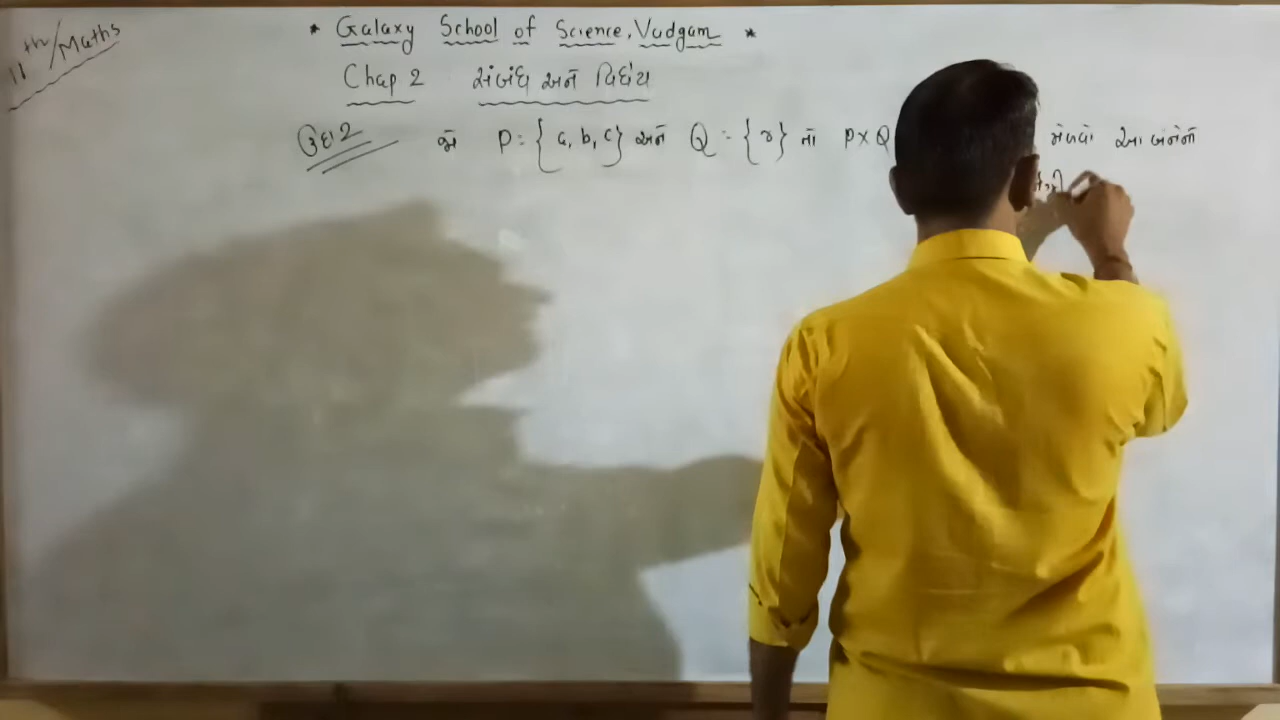 11th/Maths
* Galaxy School of Science, Vadgam *
Chap 2 સંબંધ અને વિધેય
ઉદા 2 જો P = {a, b, c} અને Q = {r} તો P×Q મેળવો આ બંનેનો